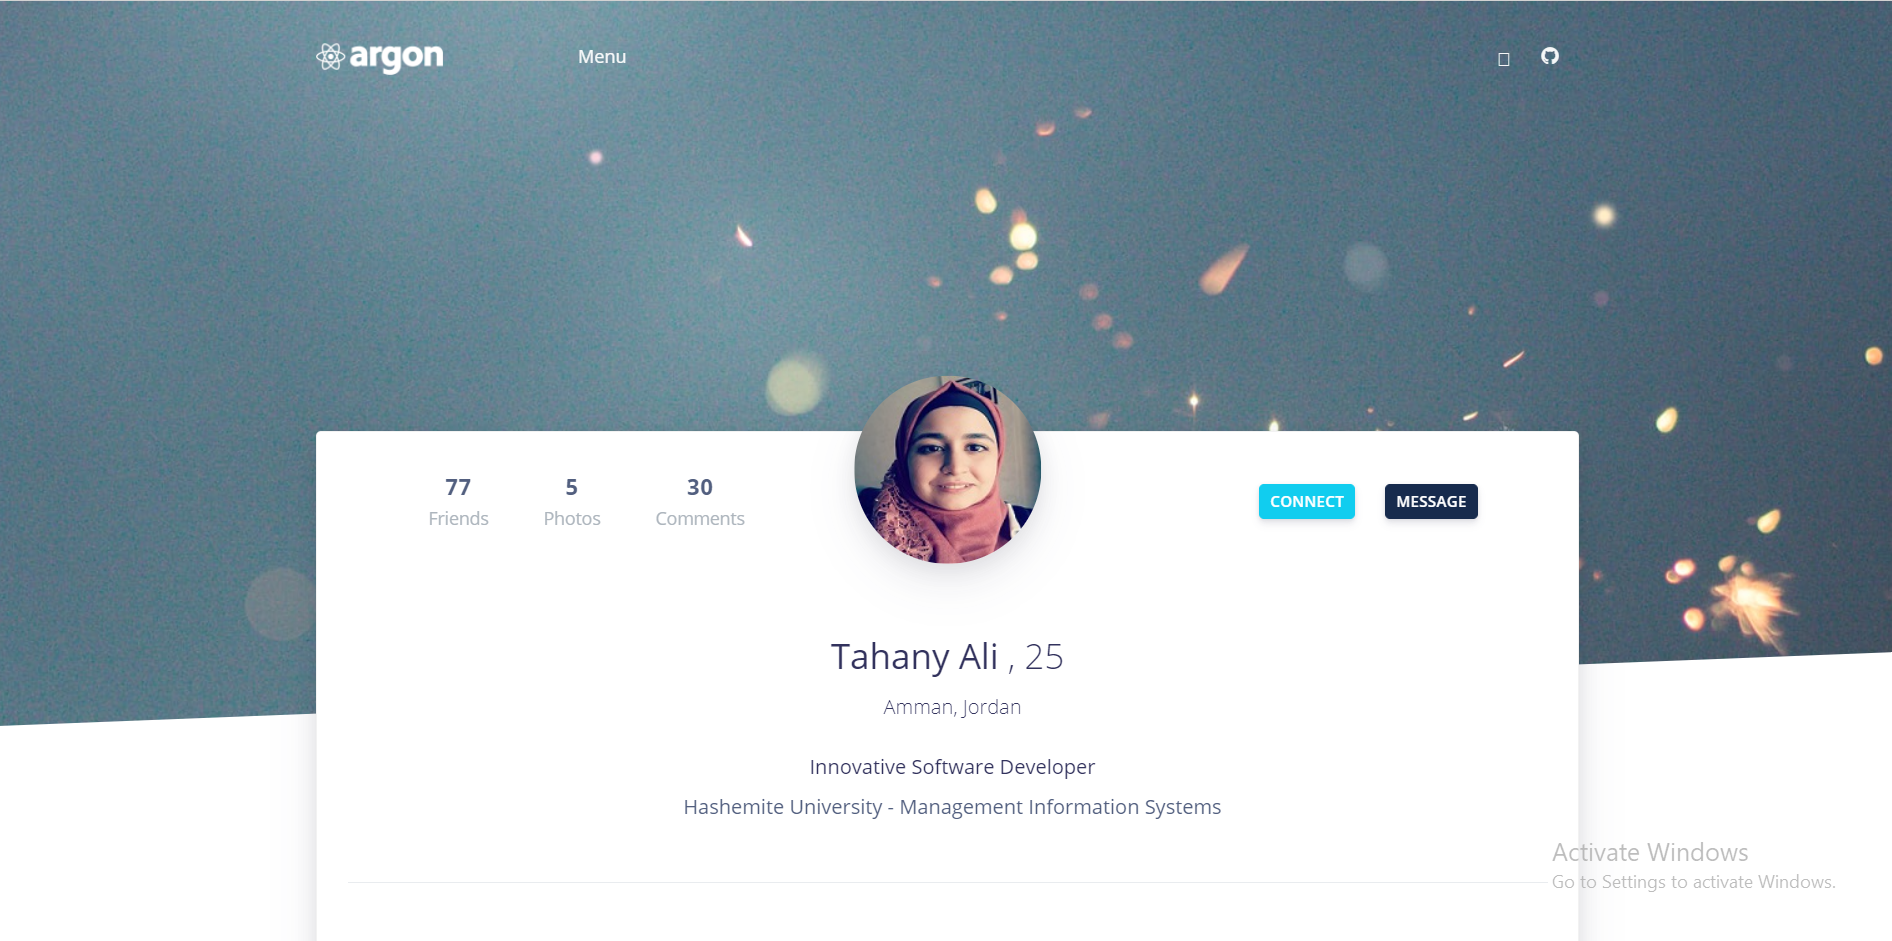 argon
Menu
77
Friends
5
Photos
30
Comments
CONNECT
MESSAGE
Tahany Ali , 25
Amman, Jordan
Innovative Software Developer
Hashemite University - Management Information Systems
Activate Windows
Go to Settings to activate Windows.